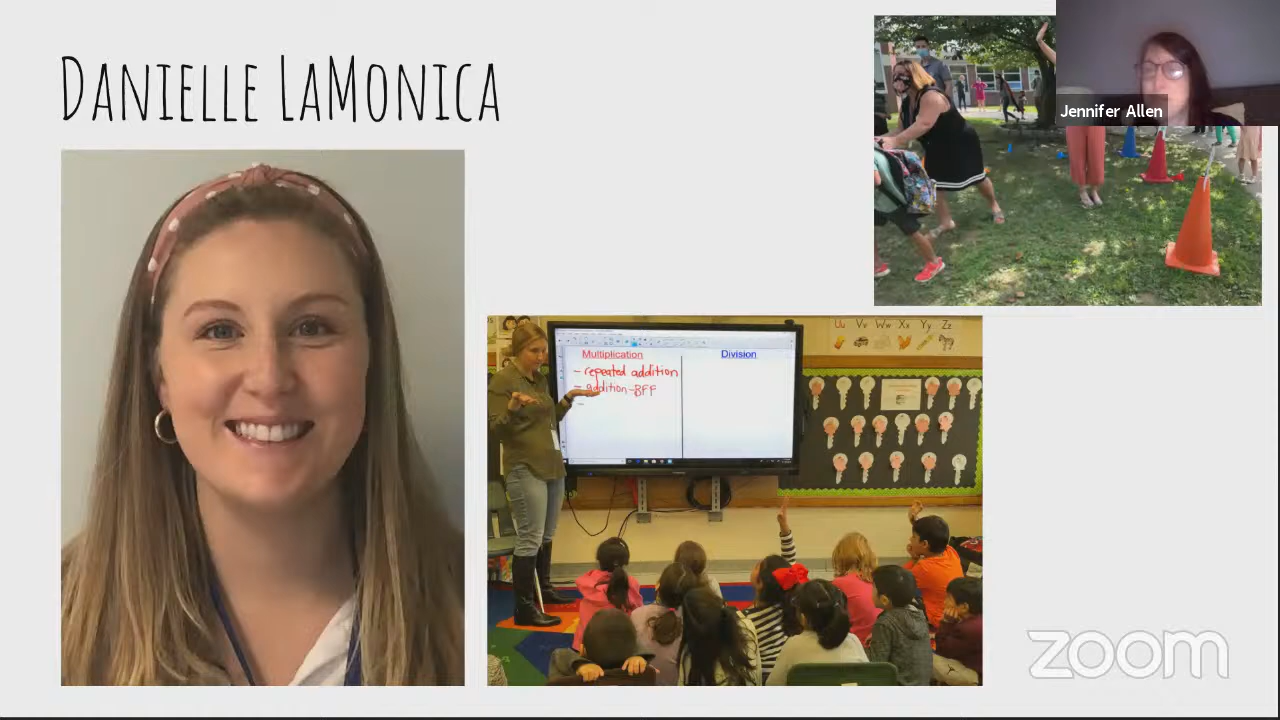 Danielle LaMonica
Jennifer Allen
Multiplication
Division
- repeated addition
- addition-BFF
-
Uu Vv Ww Xx Yy Zz
zoom